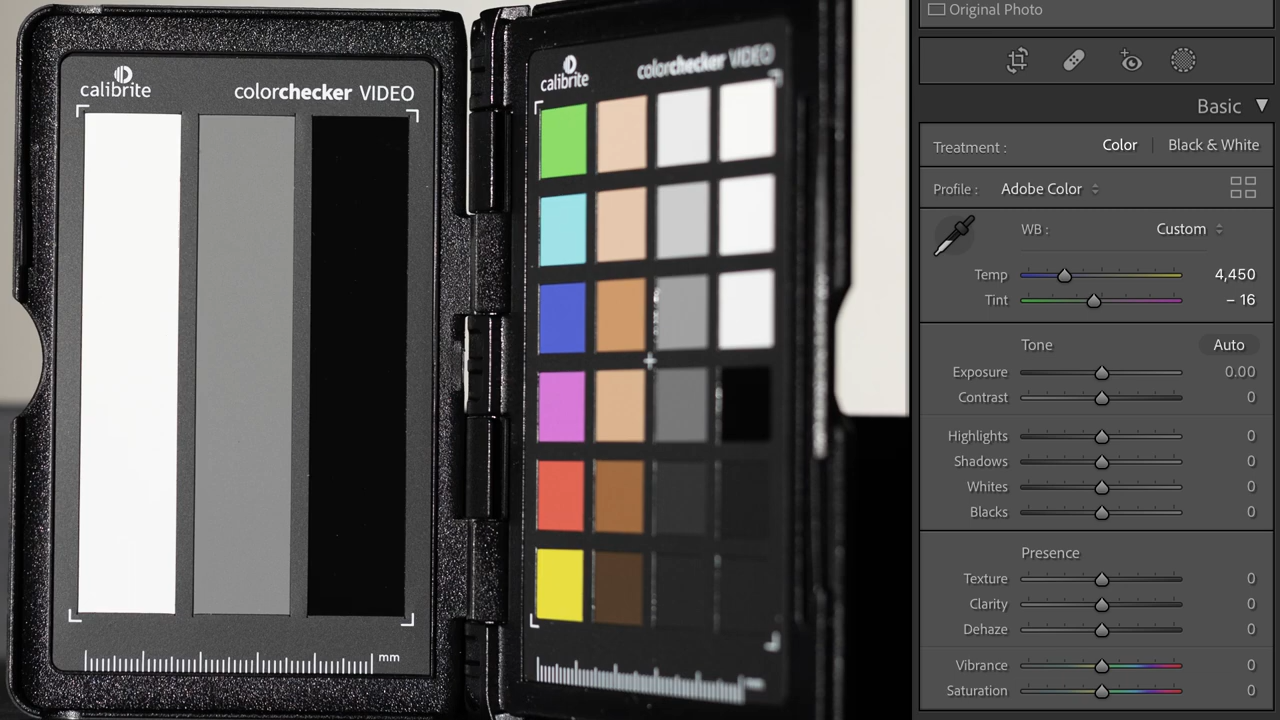 calibrite
colorchecker VIDEO
mm
calibrite
colorchecker VIDEO
Original Photo
Basic
Treatment : Color Black & White
Profile : Adobe Color
WB : Custom
Temp 4,450
Tint – 16
Tone Auto
Exposure 0.00
Contrast 0
Highlights 0
Shadows 0
Whites 0
Blacks 0
Presence
Texture 0
Clarity 0
Dehaze 0
Vibrance 0
Saturation 0